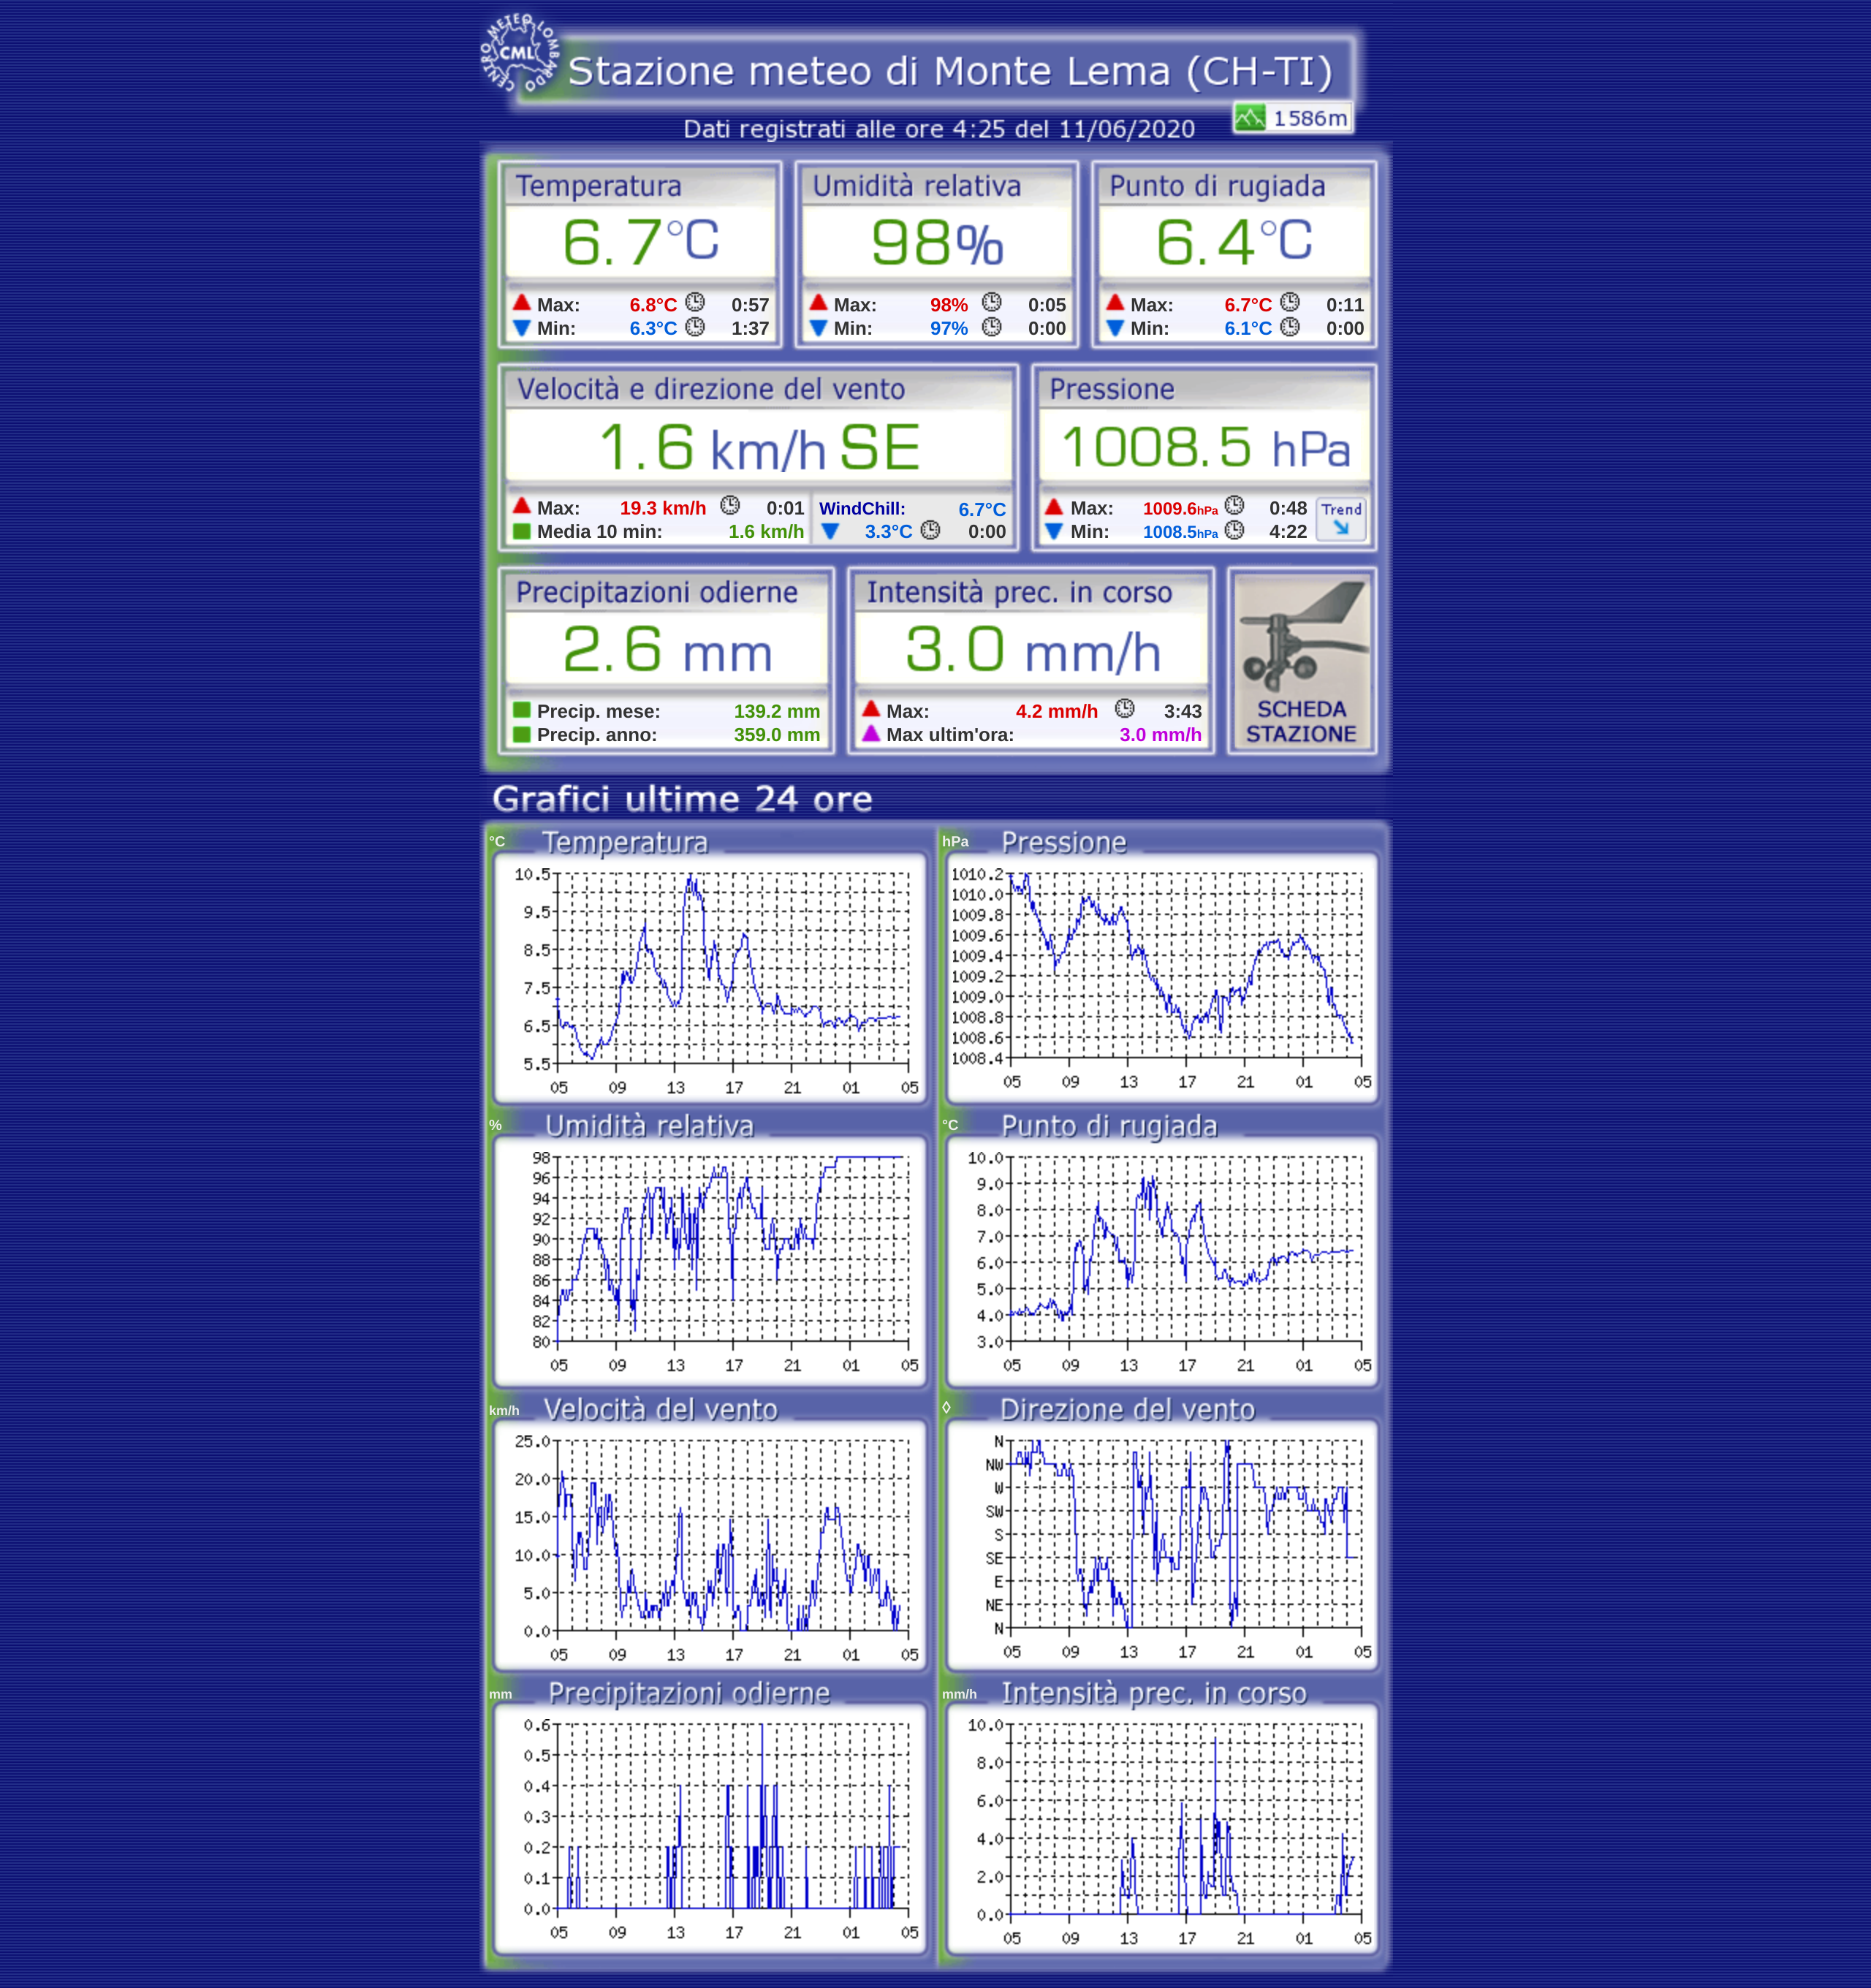 CENTRO METEO LOMBARDO
CML
Stazione meteo di Monte Lema (CH-TI)
1586m
Dati registrati alle ore 4:25 del 11/06/2020
Temperatura Umidità relativa Punto di rugiada
6.7°C 98% 6.4°C
Max: 6.8°C 0:57 Max: 98% 0:05 Max: 6.7°C 0:11
Min: 6.3°C 1:37 Min: 97% 0:00 Min: 6.1°C 0:00
Velocità e direzione del vento Pressione
1.6 km/h SE 1008.5 hPa
Max: 19.3 km/h 0:01 WindChill: 6.7°C Max: 1009.6hPa 0:48 Trend
Media 10 min: 1.6 km/h 3.3°C 0:00 Min: 1008.5hPa 4:22
Precipitazioni odierne Intensità prec. in corso
2.6 mm 3.0 mm/h
Precip. mese: 139.2 mm Max: 4.2 mm/h 3:43 SCHEDA
Precip. anno: 359.0 mm Max ultim'ora: 3.0 mm/h STAZIONE
Grafici ultime 24 ore
°C Temperatura
10.5
9.5
8.5
7.5
6.5
5.5
05 09 13 17 21 01 05
hPa Pressione
1010.2
1010.0
1009.8
1009.6
1009.4
1009.2
1009.0
1008.8
1008.6
1008.4
05 09 13 17 21 01 05
% Umidità relativa
98
96
94
92
90
88
86
84
82
80
05 09 13 17 21 01 05
°C Punto di rugiada
10.0
9.0
8.0
7.0
6.0
5.0
4.0
3.0
05 09 13 17 21 01 05
km/h Velocità del vento
25.0
20.0
15.0
10.0
5.0
0.0
05 09 13 17 21 01 05
◊ Direzione del vento
N
NW
W
SW
S
SE
E
NE
N
05 09 13 17 21 01 05
mm Precipitazioni odierne
0.6
0.5
0.4
0.3
0.2
0.1
0.0
05 09 13 17 21 01 05
mm/h Intensità prec. in corso
10.0
8.0
6.0
4.0
2.0
0.0
05 09 13 17 21 01 05